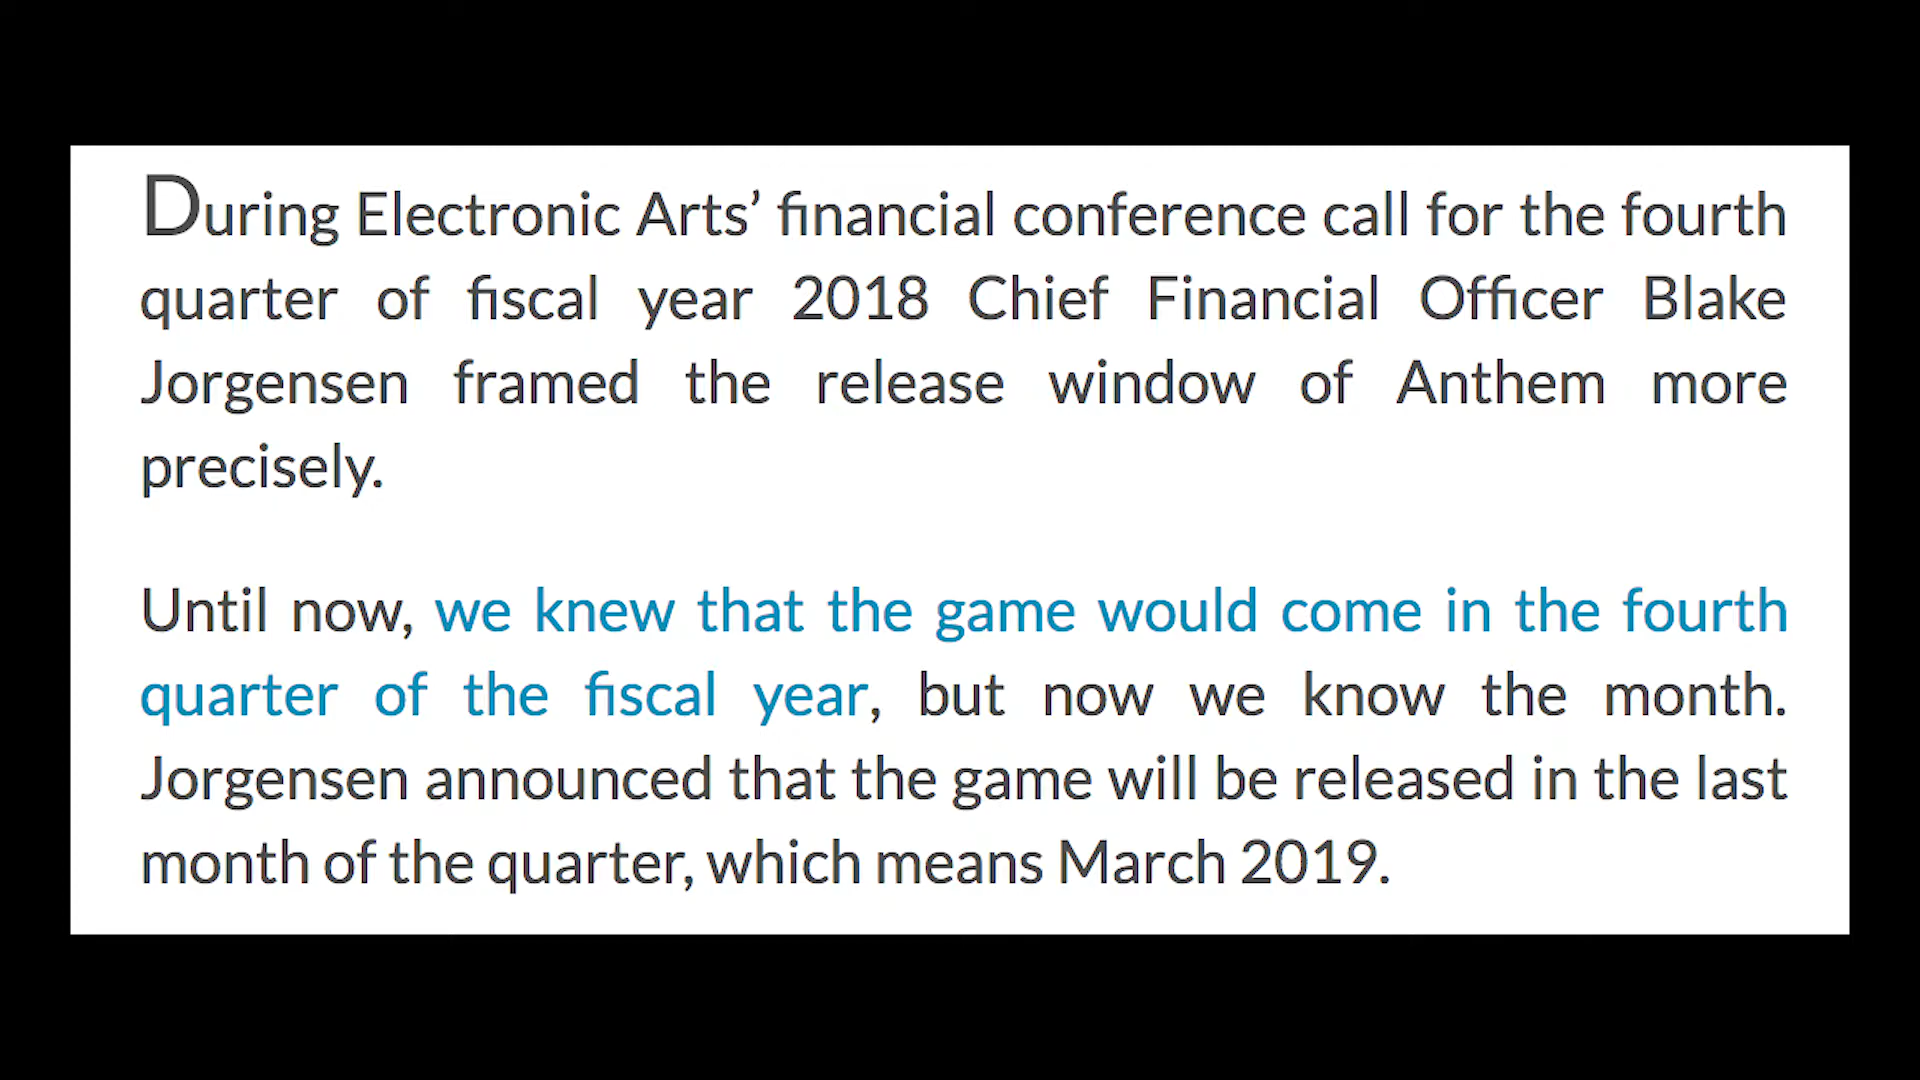 During Electronic Arts’ financial conference call for the fourth
quarter of fiscal year 2018 Chief Financial Officer Blake
Jorgensen framed the release window of Anthem more
precisely.
Until now, we knew that the game would come in the fourth
quarter of the fiscal year, but now we know the month.
Jorgensen announced that the game will be released in the last
month of the quarter, which means March 2019.